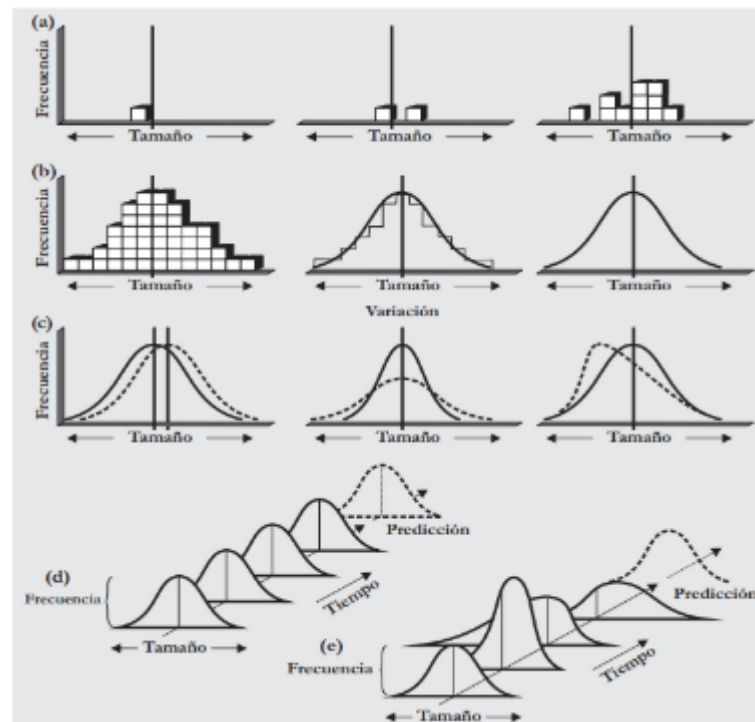 (a)
Frecuencia
Tamaño
Tamaño
Tamaño
(b)
Frecuencia
Tamaño
Tamaño
Tamaño
Variación
(c)
Frecuencia
Tamaño
Tamaño
Tamaño
Predicción
(d)
Frecuencia
Tiempo
Tamaño
Predicción
(e)
Frecuencia
Tiempo
Tamaño